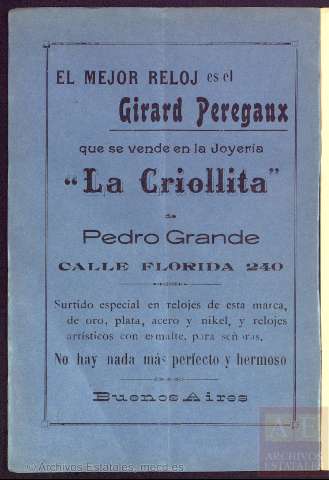 EL MEJOR RELOJ es el
Girard Peregaux
que se vende en la Joyería
“La Criollita”
de
Pedro Grande
CALLE FLORIDA 240
Surtido especial en relojes de esta marca,
de oro, plata, acero y nikel, y relojes
artísticos con esmalte, para señoras,
No hay nada más perfecto y hermoso
Buenos Aires
© Archivos Estatales, mecd.es
ARCHIVOS
ESTATALES